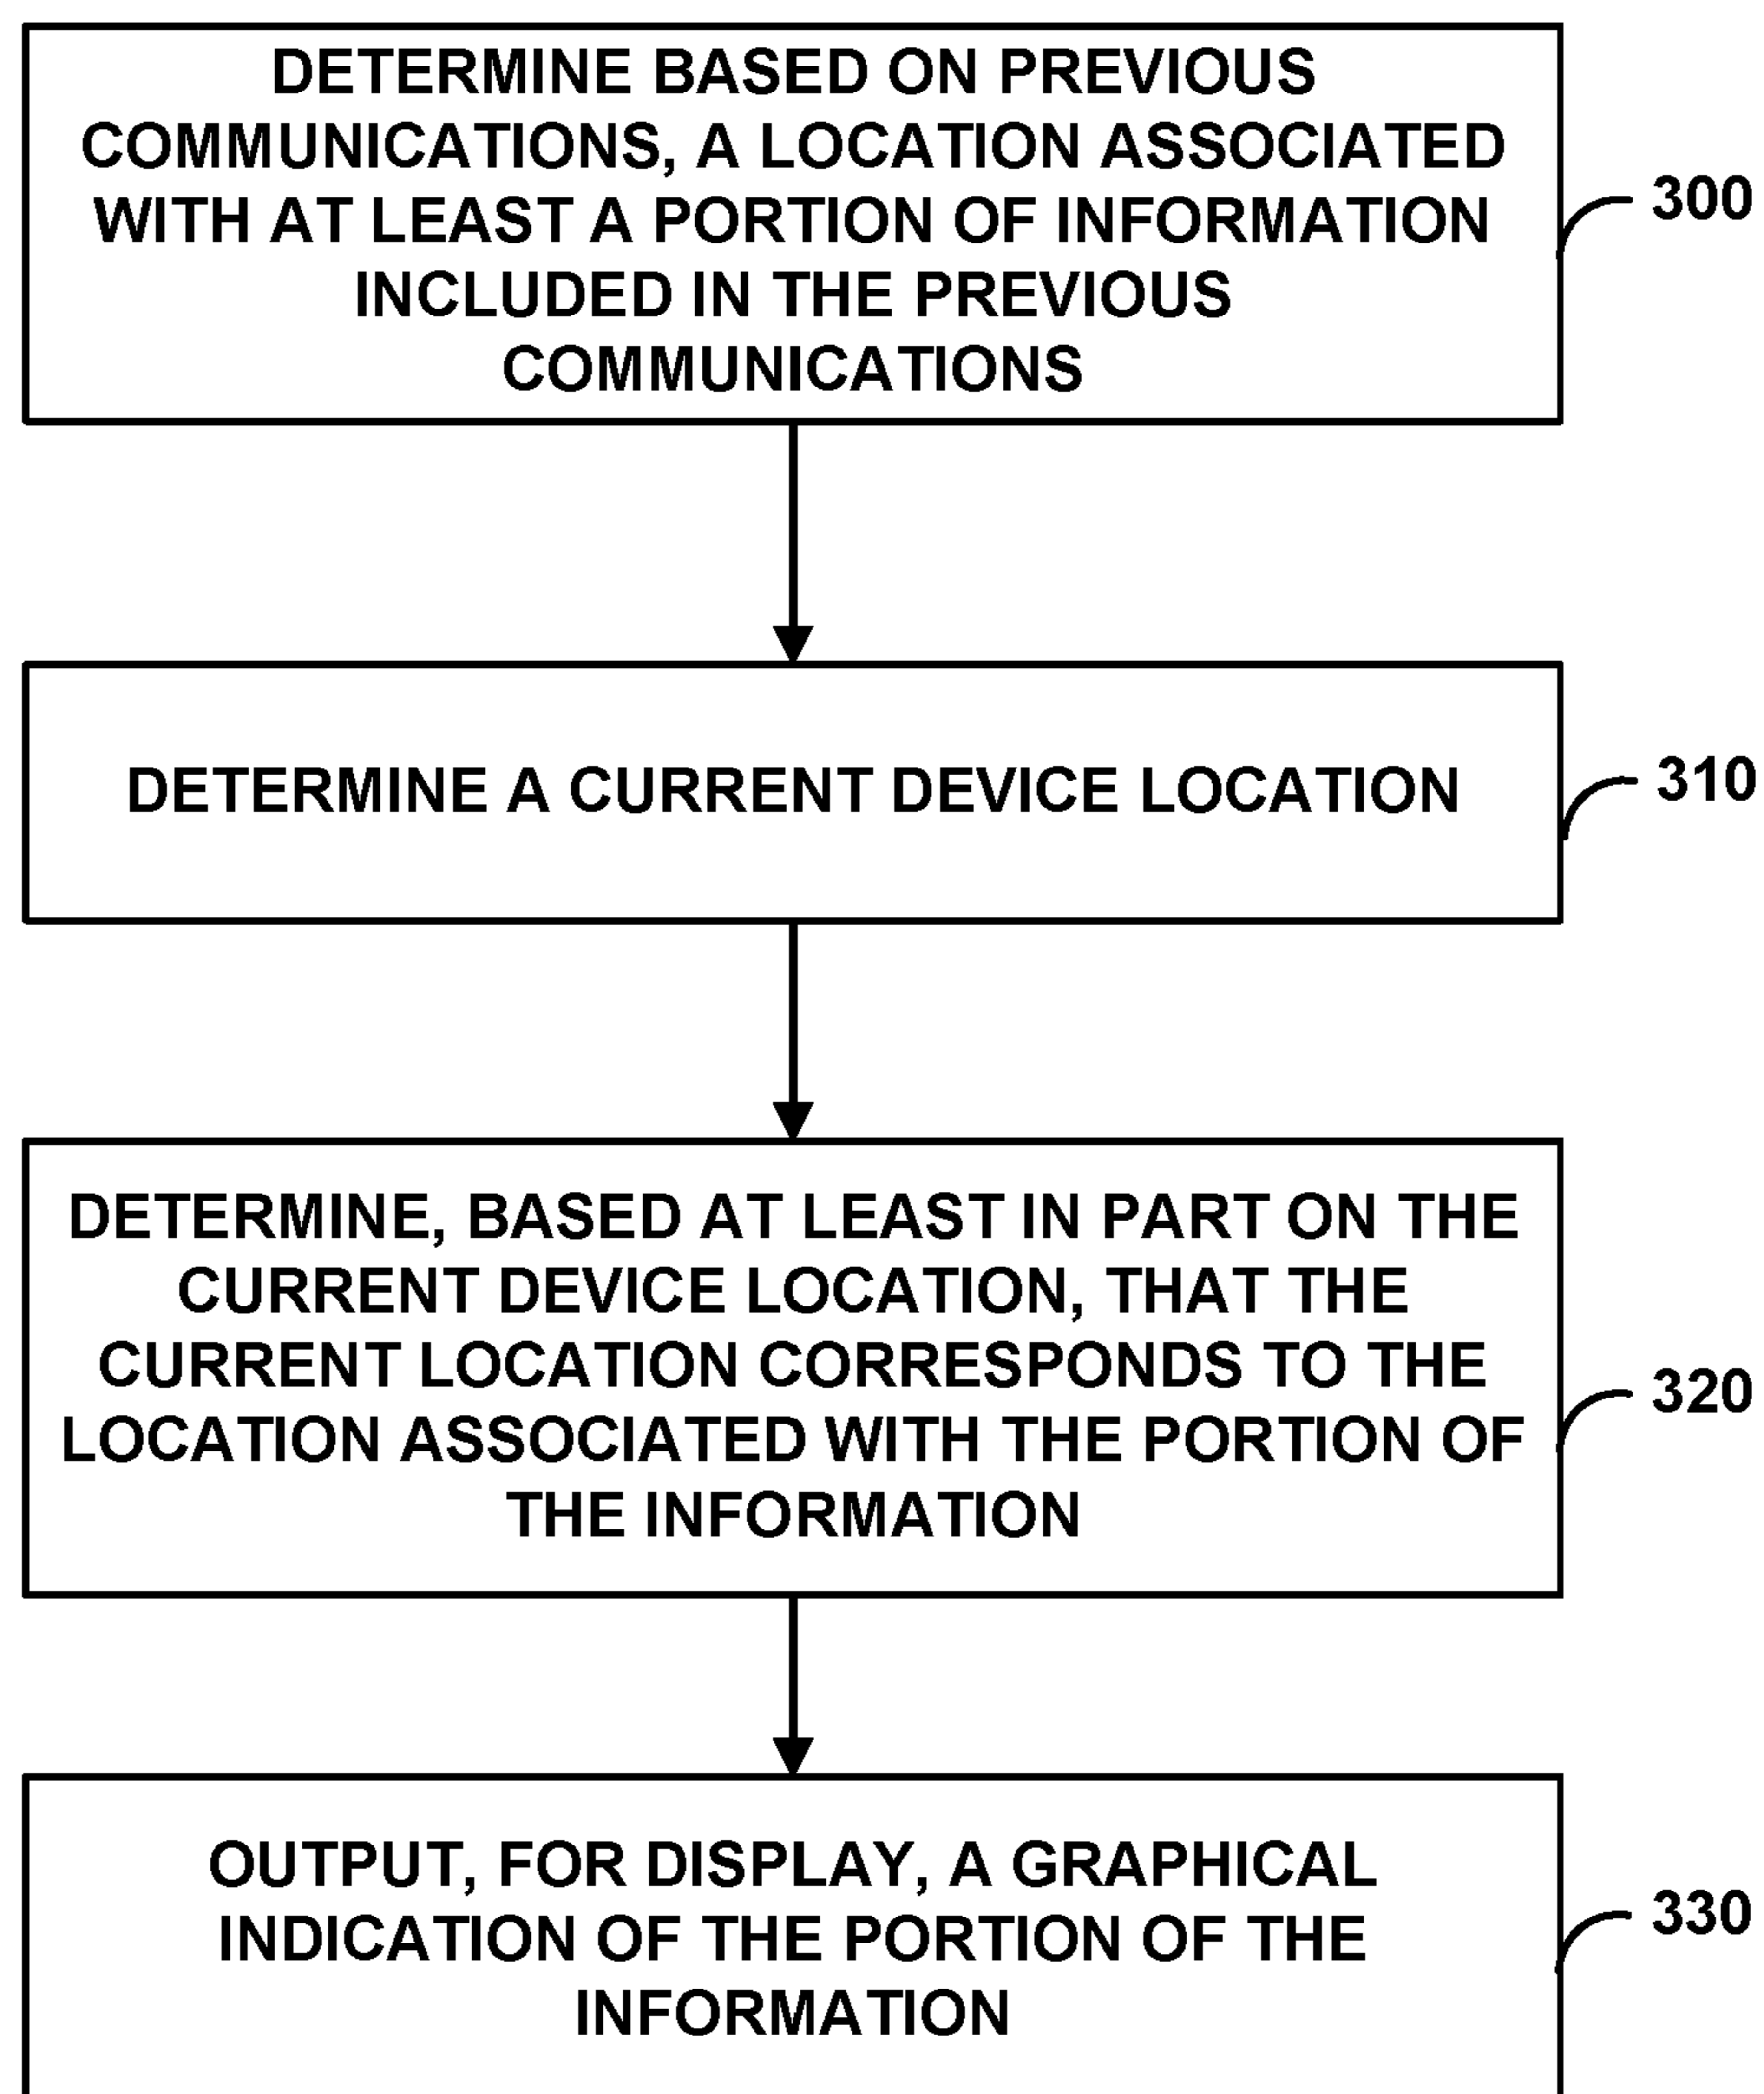 DETERMINE BASED ON PREVIOUS
COMMUNICATIONS, A LOCATION ASSOCIATED
WITH AT LEAST A PORTION OF INFORMATION
INCLUDED IN THE PREVIOUS
COMMUNICATIONS
300
DETERMINE A CURRENT DEVICE LOCATION
310
DETERMINE, BASED AT LEAST IN PART ON THE
CURRENT DEVICE LOCATION, THAT THE
CURRENT LOCATION CORRESPONDS TO THE
LOCATION ASSOCIATED WITH THE PORTION OF
THE INFORMATION
320
OUTPUT, FOR DISPLAY, A GRAPHICAL
INDICATION OF THE PORTION OF THE
INFORMATION
330